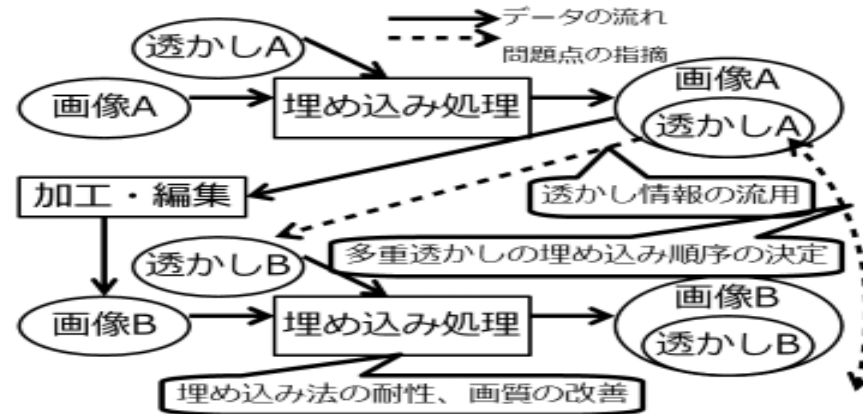 データの流れ
問題点の指摘
透かしA
画像A
埋め込み処理
画像A
透かしA
透かし情報の流用
加工・編集
多重透かしの埋め込み順序の決定
透かしB
画像B
埋め込み処理
画像B
透かしB
埋め込み法の耐性、画質の改善